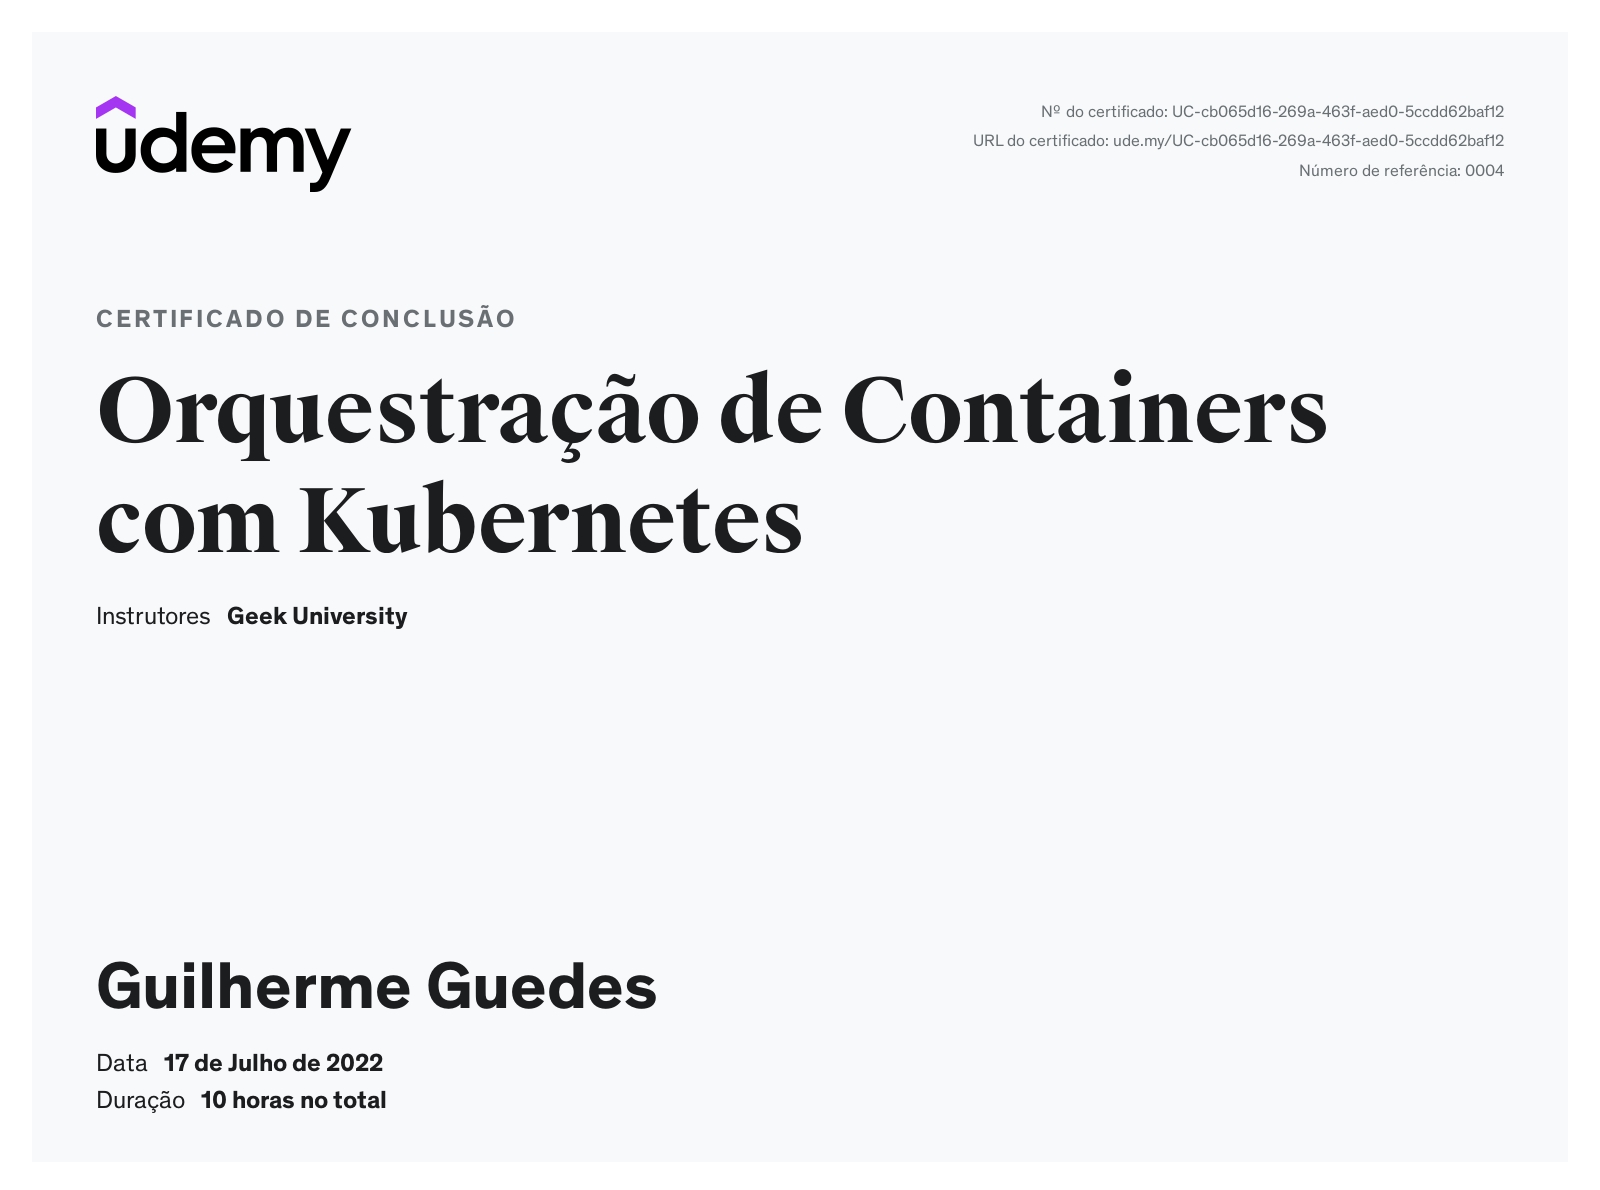 udemy
Nº do certificado: UC-cb065d16-269a-463f-aed0-5ccdd62baf12
URL do certificado: ude.my/UC-cb065d16-269a-463f-aed0-5ccdd62baf12
Número de referência: 0004
CERTIFICADO DE CONCLUSÃO
Orquestração de Containers
com Kubernetes
Instrutores Geek University
Guilherme Guedes
Data 17 de Julho de 2022
Duração 10 horas no total